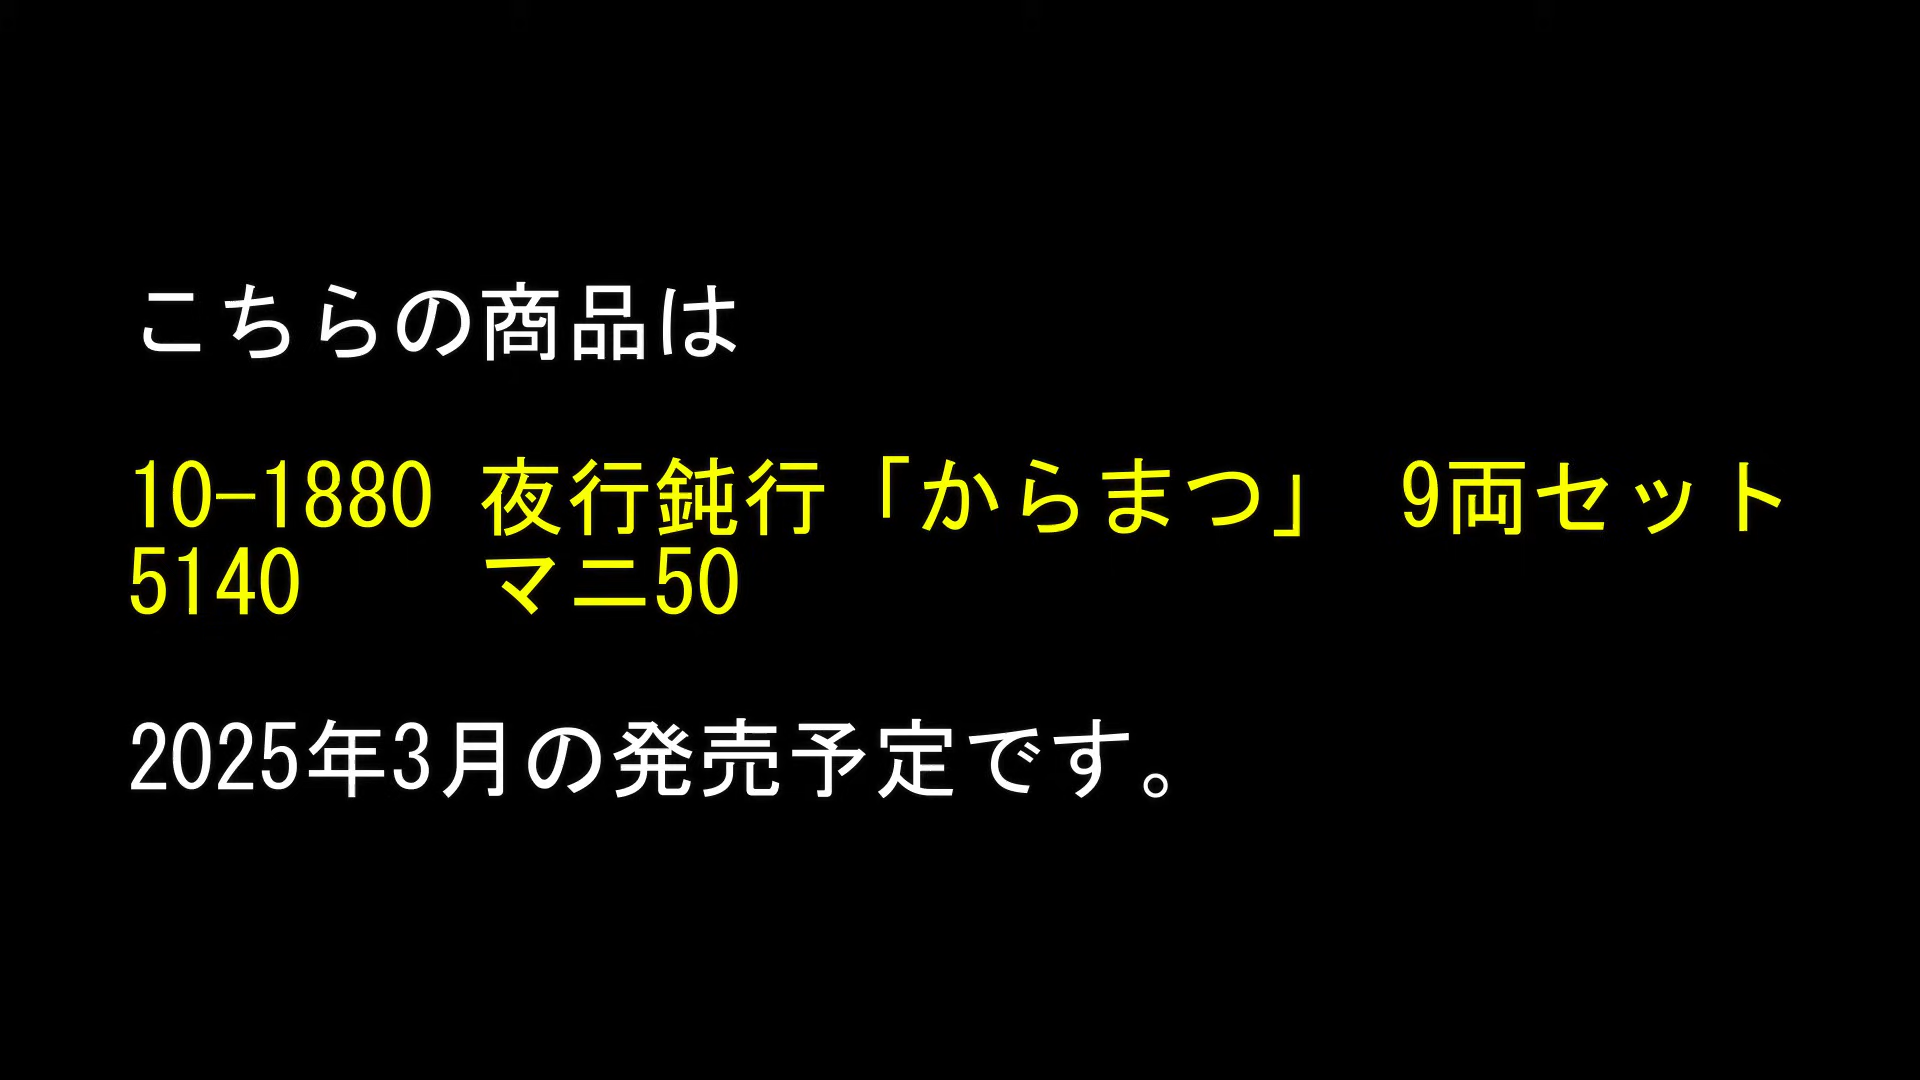 こちらの商品は
10-1880 夜行鈍行「からまつ」 9両セット
5140　　マニ50
2025年3月の発売予定です。